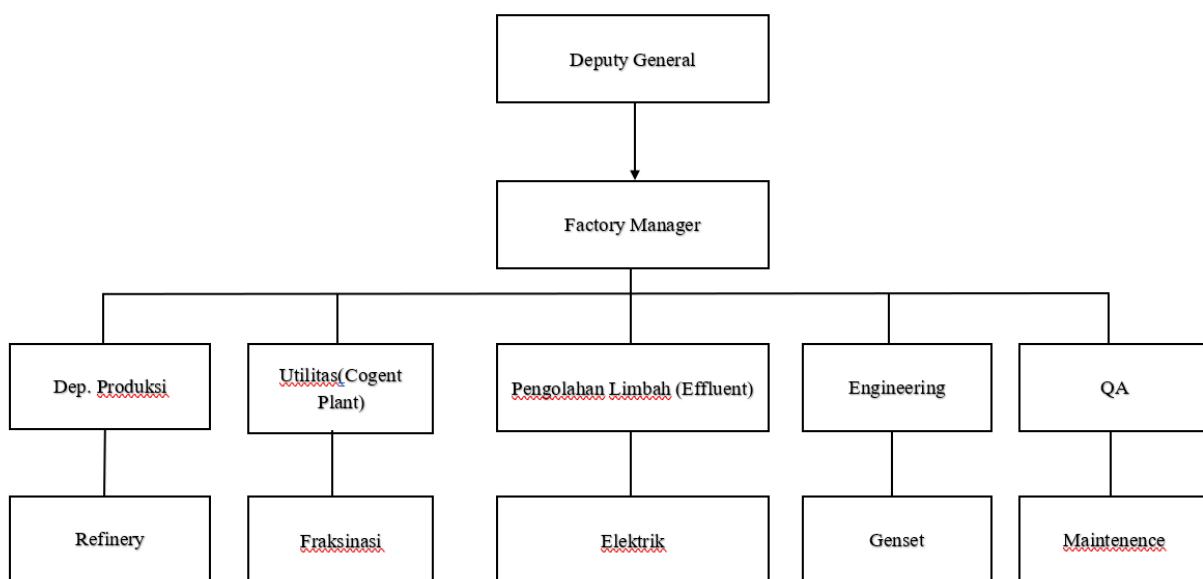 Deputy General
Factory Manager
Dep. Produksi
Utilitas(Cogent
Plant)
Pengolahan Limbah (Effluent)
Engineering
QA
Refinery
Fraksinasi
Elektrik
Genset
Maintenence